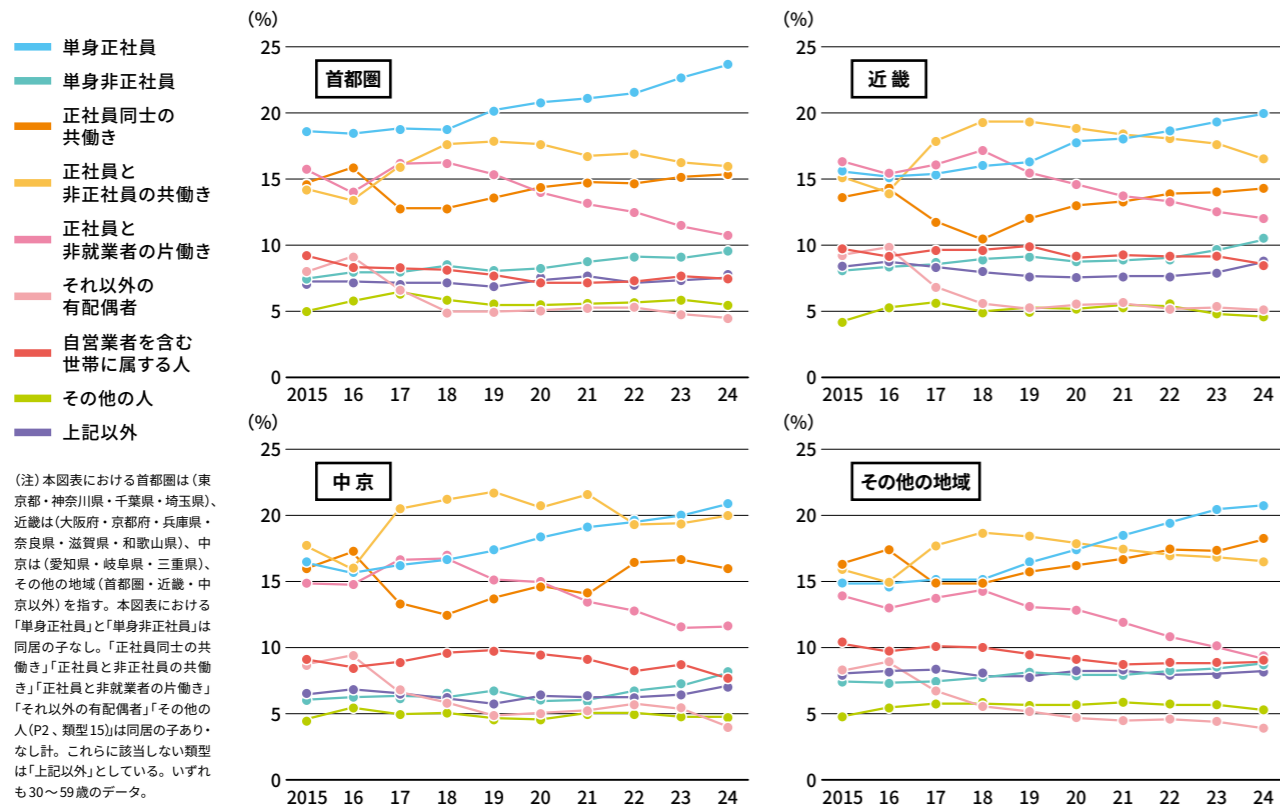 単身正社員
単身非正社員
正社員同士の
共働き
正社員と
非正社員の共働き
正社員と
非就業者の片働き
それ以外の
有配偶者
自営業者を含む
世帯に属する人
その他の人
上記以外
(注)本図表における首都圏は(東
京都・神奈川県・千葉県・埼玉県)、
近畿は(大阪府・京都府・兵庫県・
奈良県・滋賀県・和歌山県)、中
京は(愛知県・岐阜県・三重県)、
その他の地域(首都圏・近畿・中
京以外)を指す。本図表における
「単身正社員」と「単身非正社員」は
同居の子なし。「正社員同士の共
働き」「正社員と非正社員の共働
き」「正社員と非就業者の片働き」
「それ以外の有配偶者」「その他の
人(P2、類型15)」は同居の子あり・
なし計。これらに該当しない類型
は「上記以外」としている。いずれ
も30〜59歳のデータ。
(%)
25
首都圏
20
15
10
5
0
2015 16 17 18 19 20 21 22 23 24
(%)
25
近畿
20
15
10
5
0
2015 16 17 18 19 20 21 22 23 24
(%)
25
中京
20
15
10
5
0
2015 16 17 18 19 20 21 22 23 24
(%)
25
その他の地域
20
15
10
5
0
2015 16 17 18 19 20 21 22 23 24